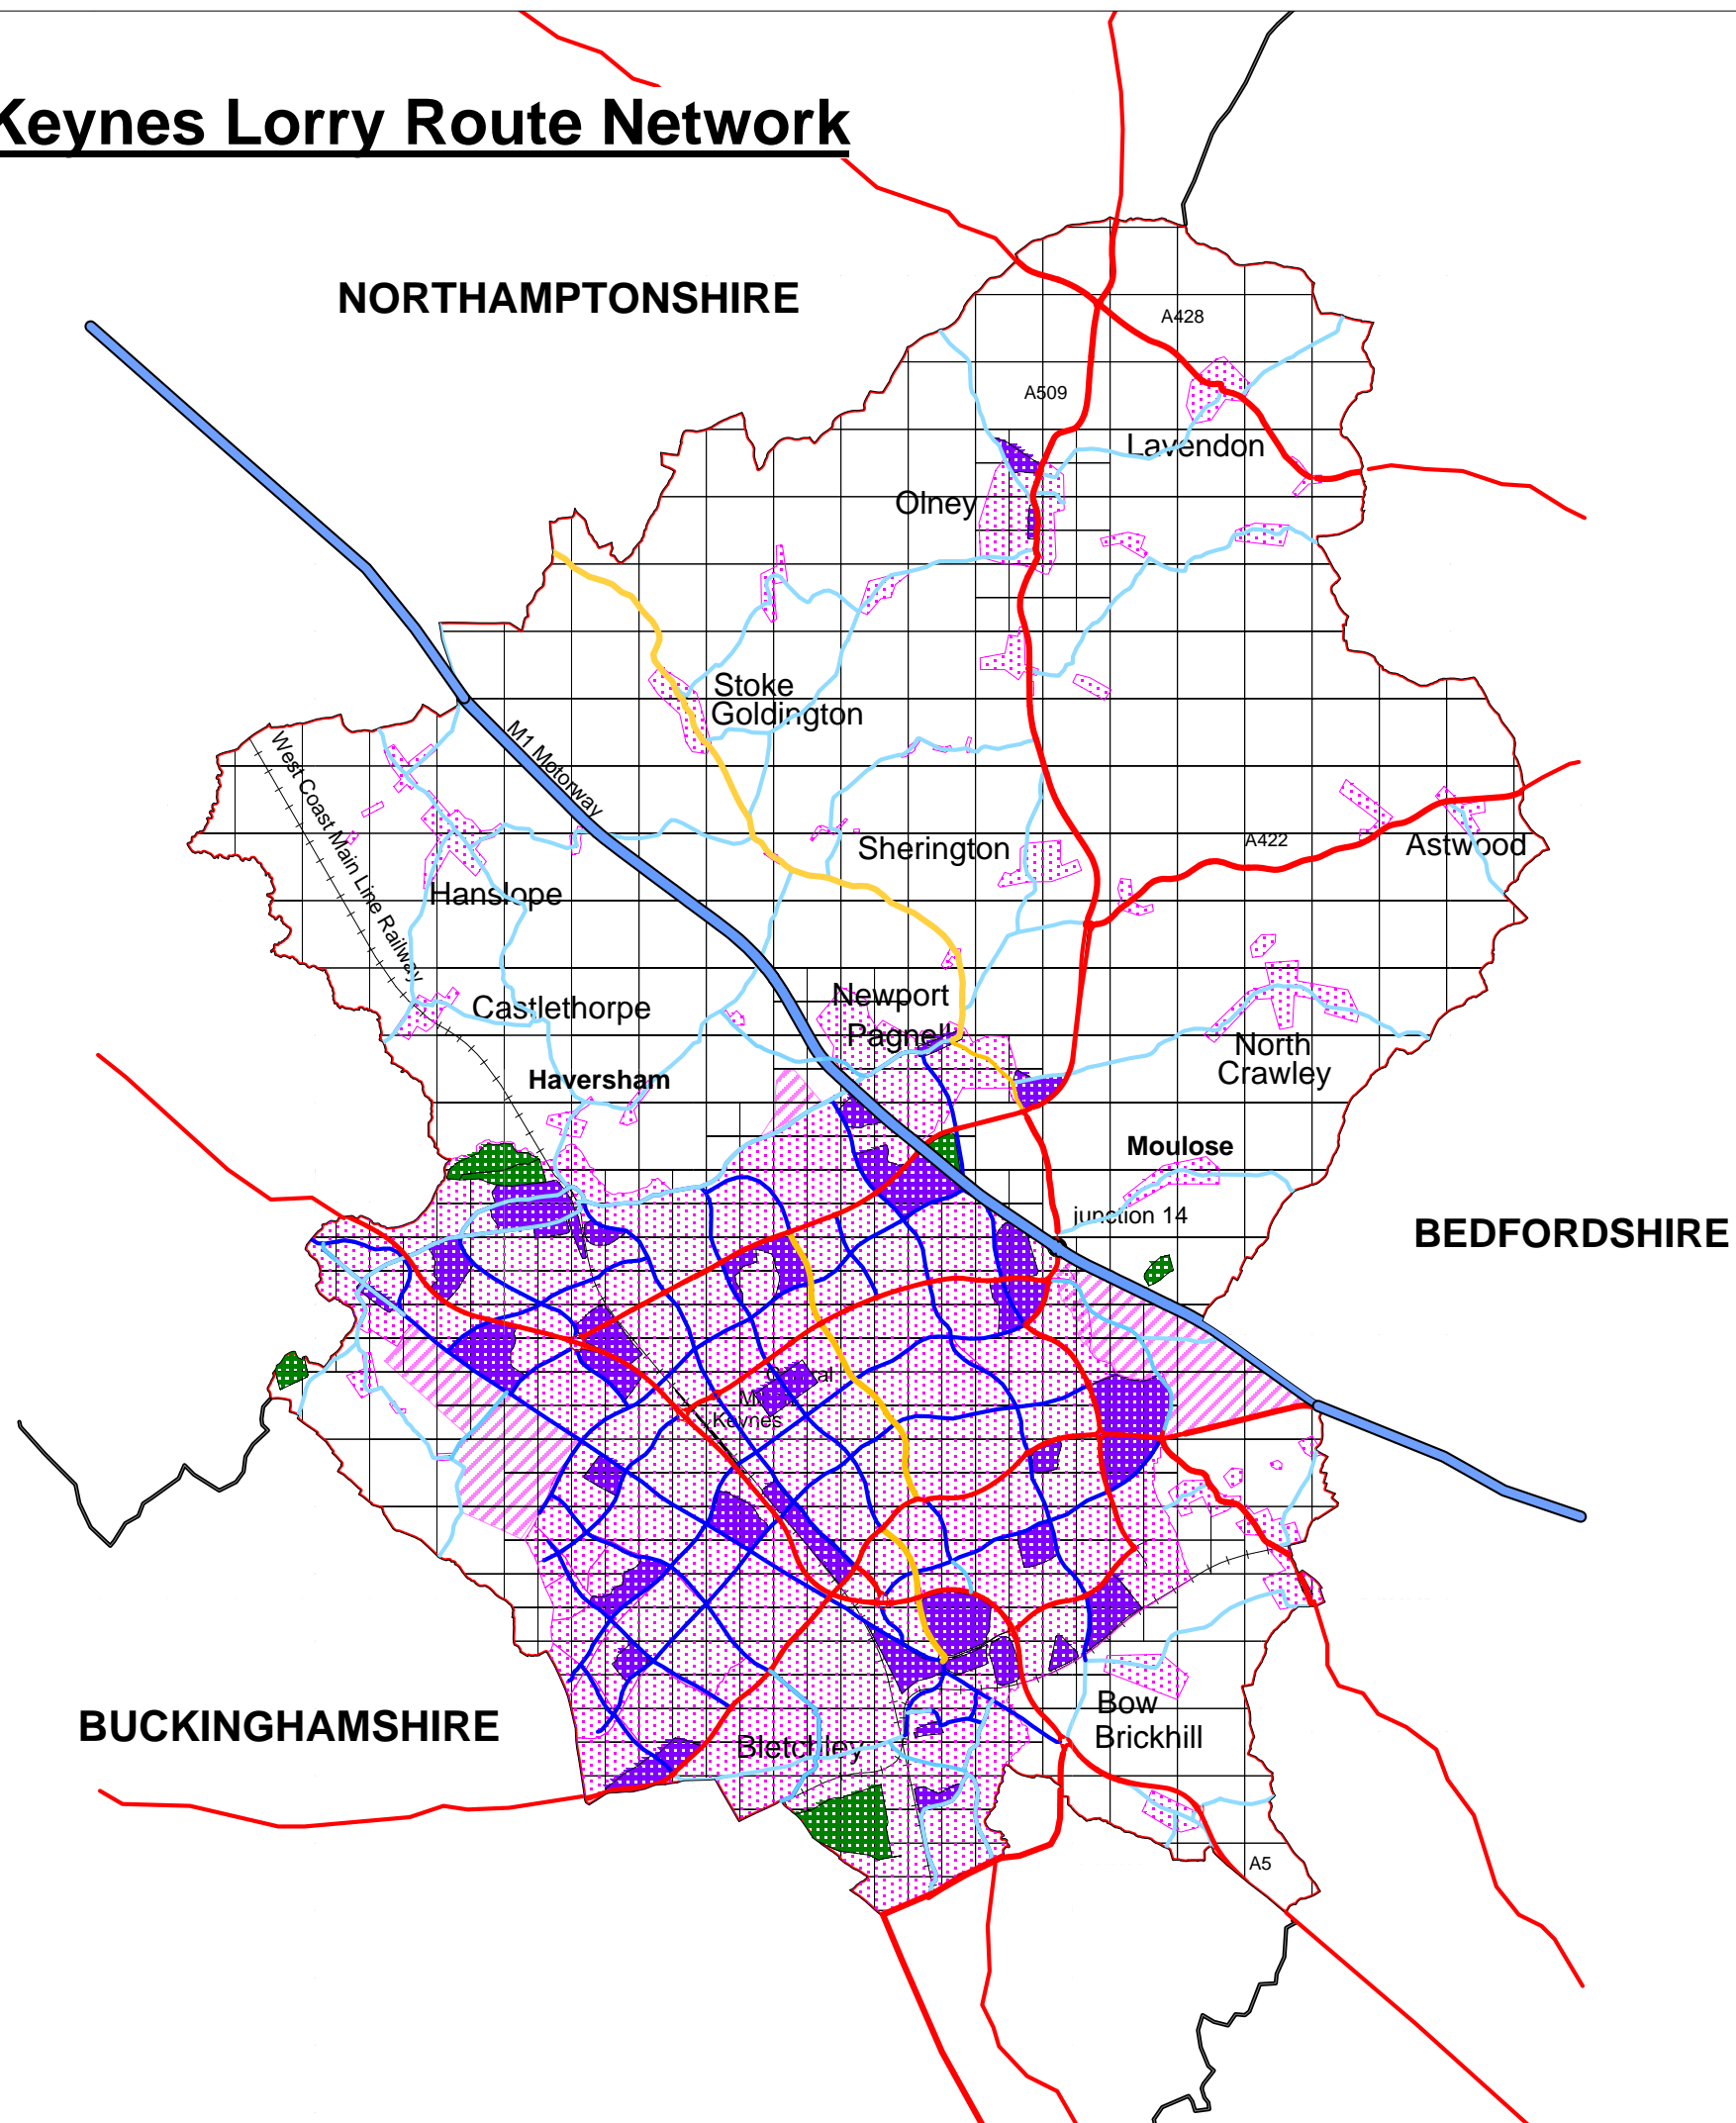 Keynes Lorry Route Network
NORTHAMPTONSHIRE
A428
A509
Lavendon
Olney
Stoke
Goldington
M1 Motorway
West Coast Main Line Railway
Sherington
A422
Astwood
Hanslope
Castlethorpe
Newport
Pagnell
North
Crawley
Haversham
Moulose
junction 14
BEDFORDSHIRE
Keynes
BUCKINGHAMSHIRE
Bow
Brickhill
Bletchley
A5